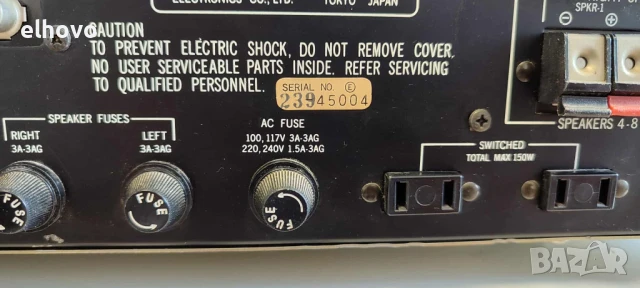 elhovo
ELECTRONICS CO., LTD. TOKYO JAPAN
CAUTION
TO PREVENT ELECTRIC SHOCK, DO NOT REMOVE COVER,
NO USER SERVICEABLE PARTS INSIDE. REFER SERVICING
TO QUALIFIED PERSONNEL.
SERIAL NO. E
23945004
SPKR-1
⊖ ⊕
SPEAKERS 4-8
SPEAKER FUSES
RIGHT
3A-3AG
LEFT
3A-3AG
AC FUSE
100, 117V 3A-3AG
220, 240V 1.5A-3AG
SWITCHED
TOTAL MAX 150W
FUSE
FUSE
FUSE
BAZAR